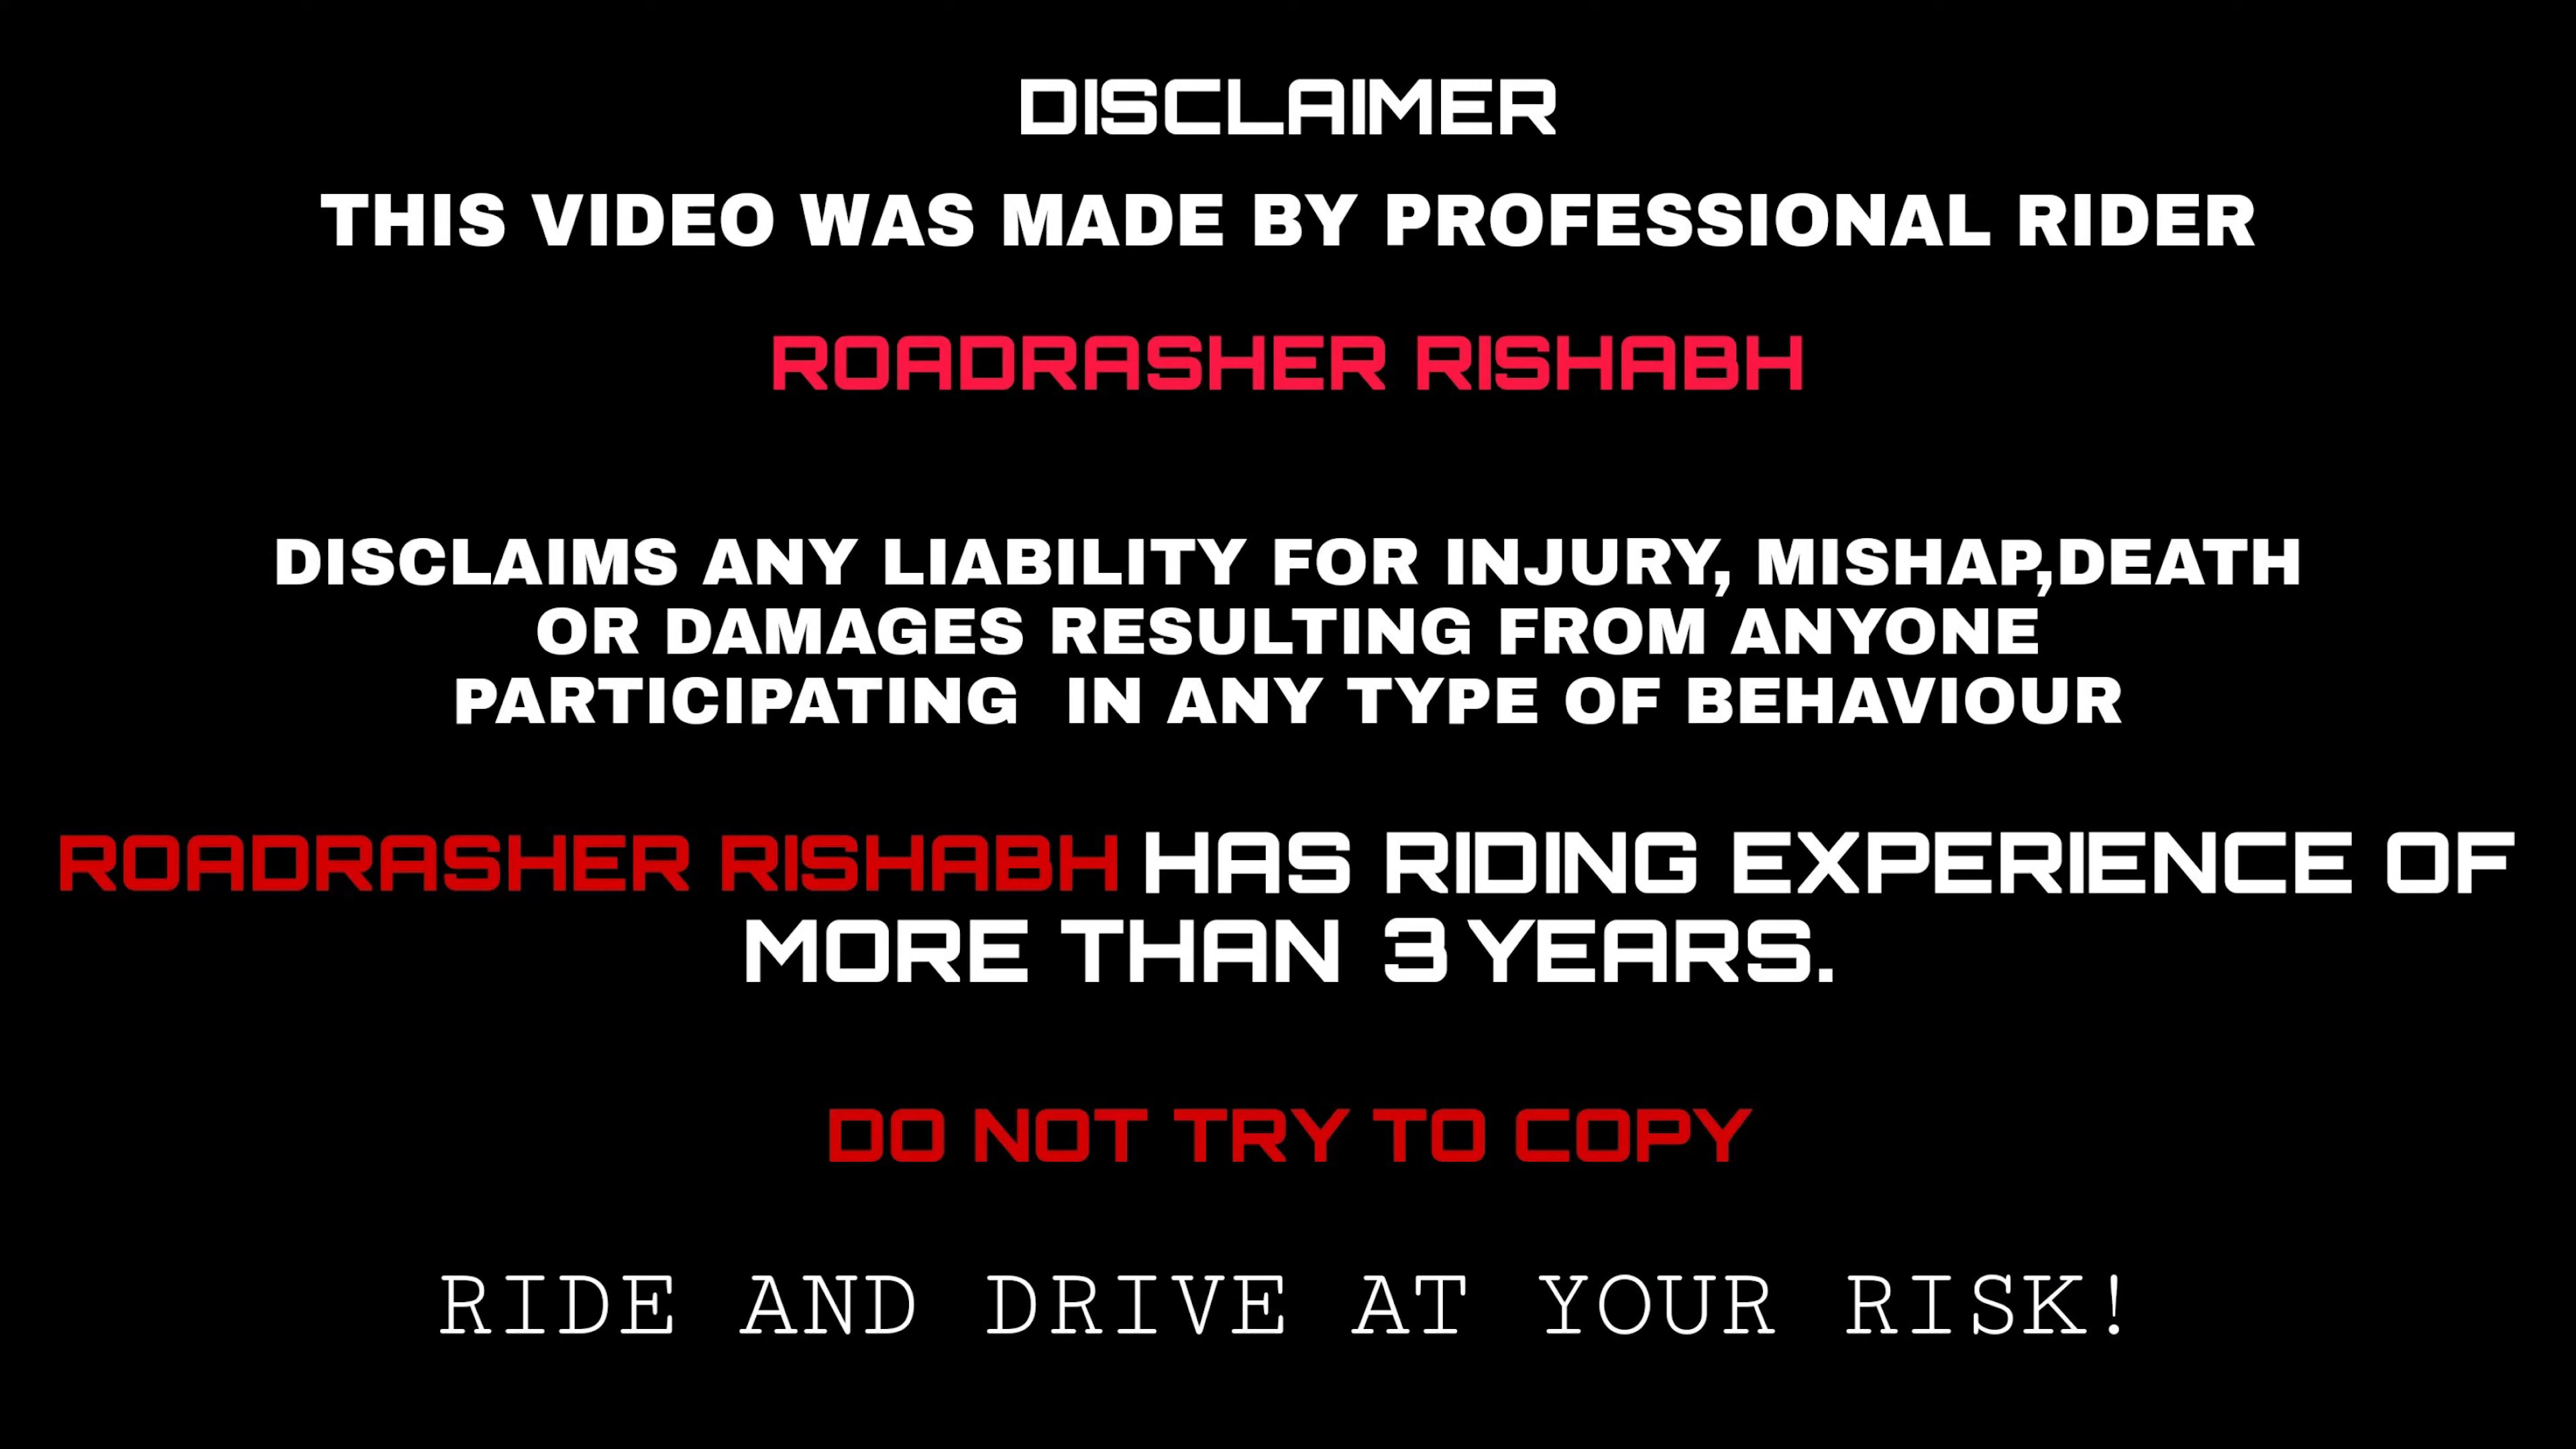 DISCLAIMER
THIS VIDEO WAS MADE BY PROFESSIONAL RIDER
ROADRASHER RISHABH
DISCLAIMS ANY LIABILITY FOR INJURY, MISHAP,DEATH
OR DAMAGES RESULTING FROM ANYONE
PARTICIPATING IN ANY TYPE OF BEHAVIOUR
ROADRASHER RISHABH HAS RIDING EXPERIENCE OF
MORE THAN 3 YEARS.
DO NOT TRY TO COPY
RIDE AND DRIVE AT YOUR RISK!